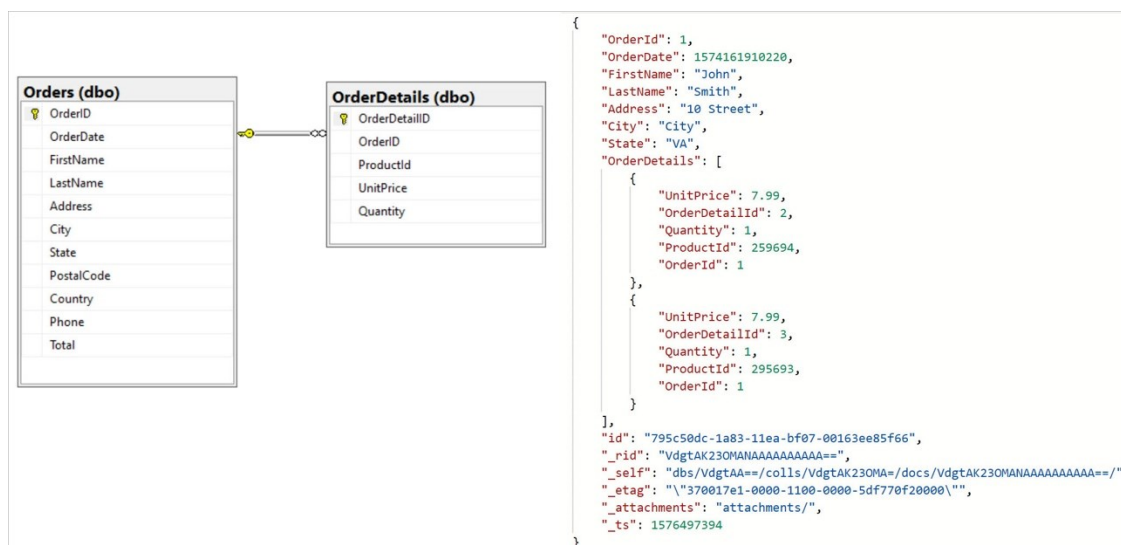 Orders (dbo)
OrderID
OrderDate
FirstName
LastName
Address
City
State
PostalCode
Country
Phone
Total
OrderDetails (dbo)
OrderDetailID
OrderID
ProductId
UnitPrice
Quantity
{
"OrderId": 1,
"OrderDate": 1574161910220,
"FirstName": "John",
"LastName": "Smith",
"Address": "10 Street",
"City": "City",
"State": "VA",
"OrderDetails": [
{
"UnitPrice": 7.99,
"OrderDetailId": 2,
"Quantity": 1,
"ProductId": 259694,
"OrderId": 1
},
{
"UnitPrice": 7.99,
"OrderDetailId": 3,
"Quantity": 1,
"ProductId": 295693,
"OrderId": 1
}
],
"id": "795c50dc-1a83-11ea-bf07-00163ee85f66",
"_rid": "VdgtAK23OMANAAAAAAAAAA==",
"_self": "dbs/VdgtAA==/colls/VdgtAK23OMA=/docs/VdgtAK23OMANAAAAAAAAAA==/"
"_etag": "\"370017e1-0000-1100-0000-5df770f20000\"",
"_attachments": "attachments/",
"_ts": 1576497394
}